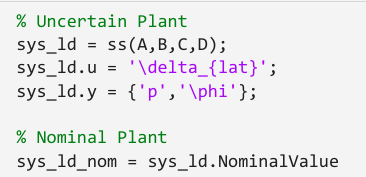 % Uncertain Plant
sys_ld = ss(A,B,C,D);
sys_ld.u = '\delta_{lat}';
sys_ld.y = {'p','\phi'};
% Nominal Plant
sys_ld_nom = sys_ld.NominalValue